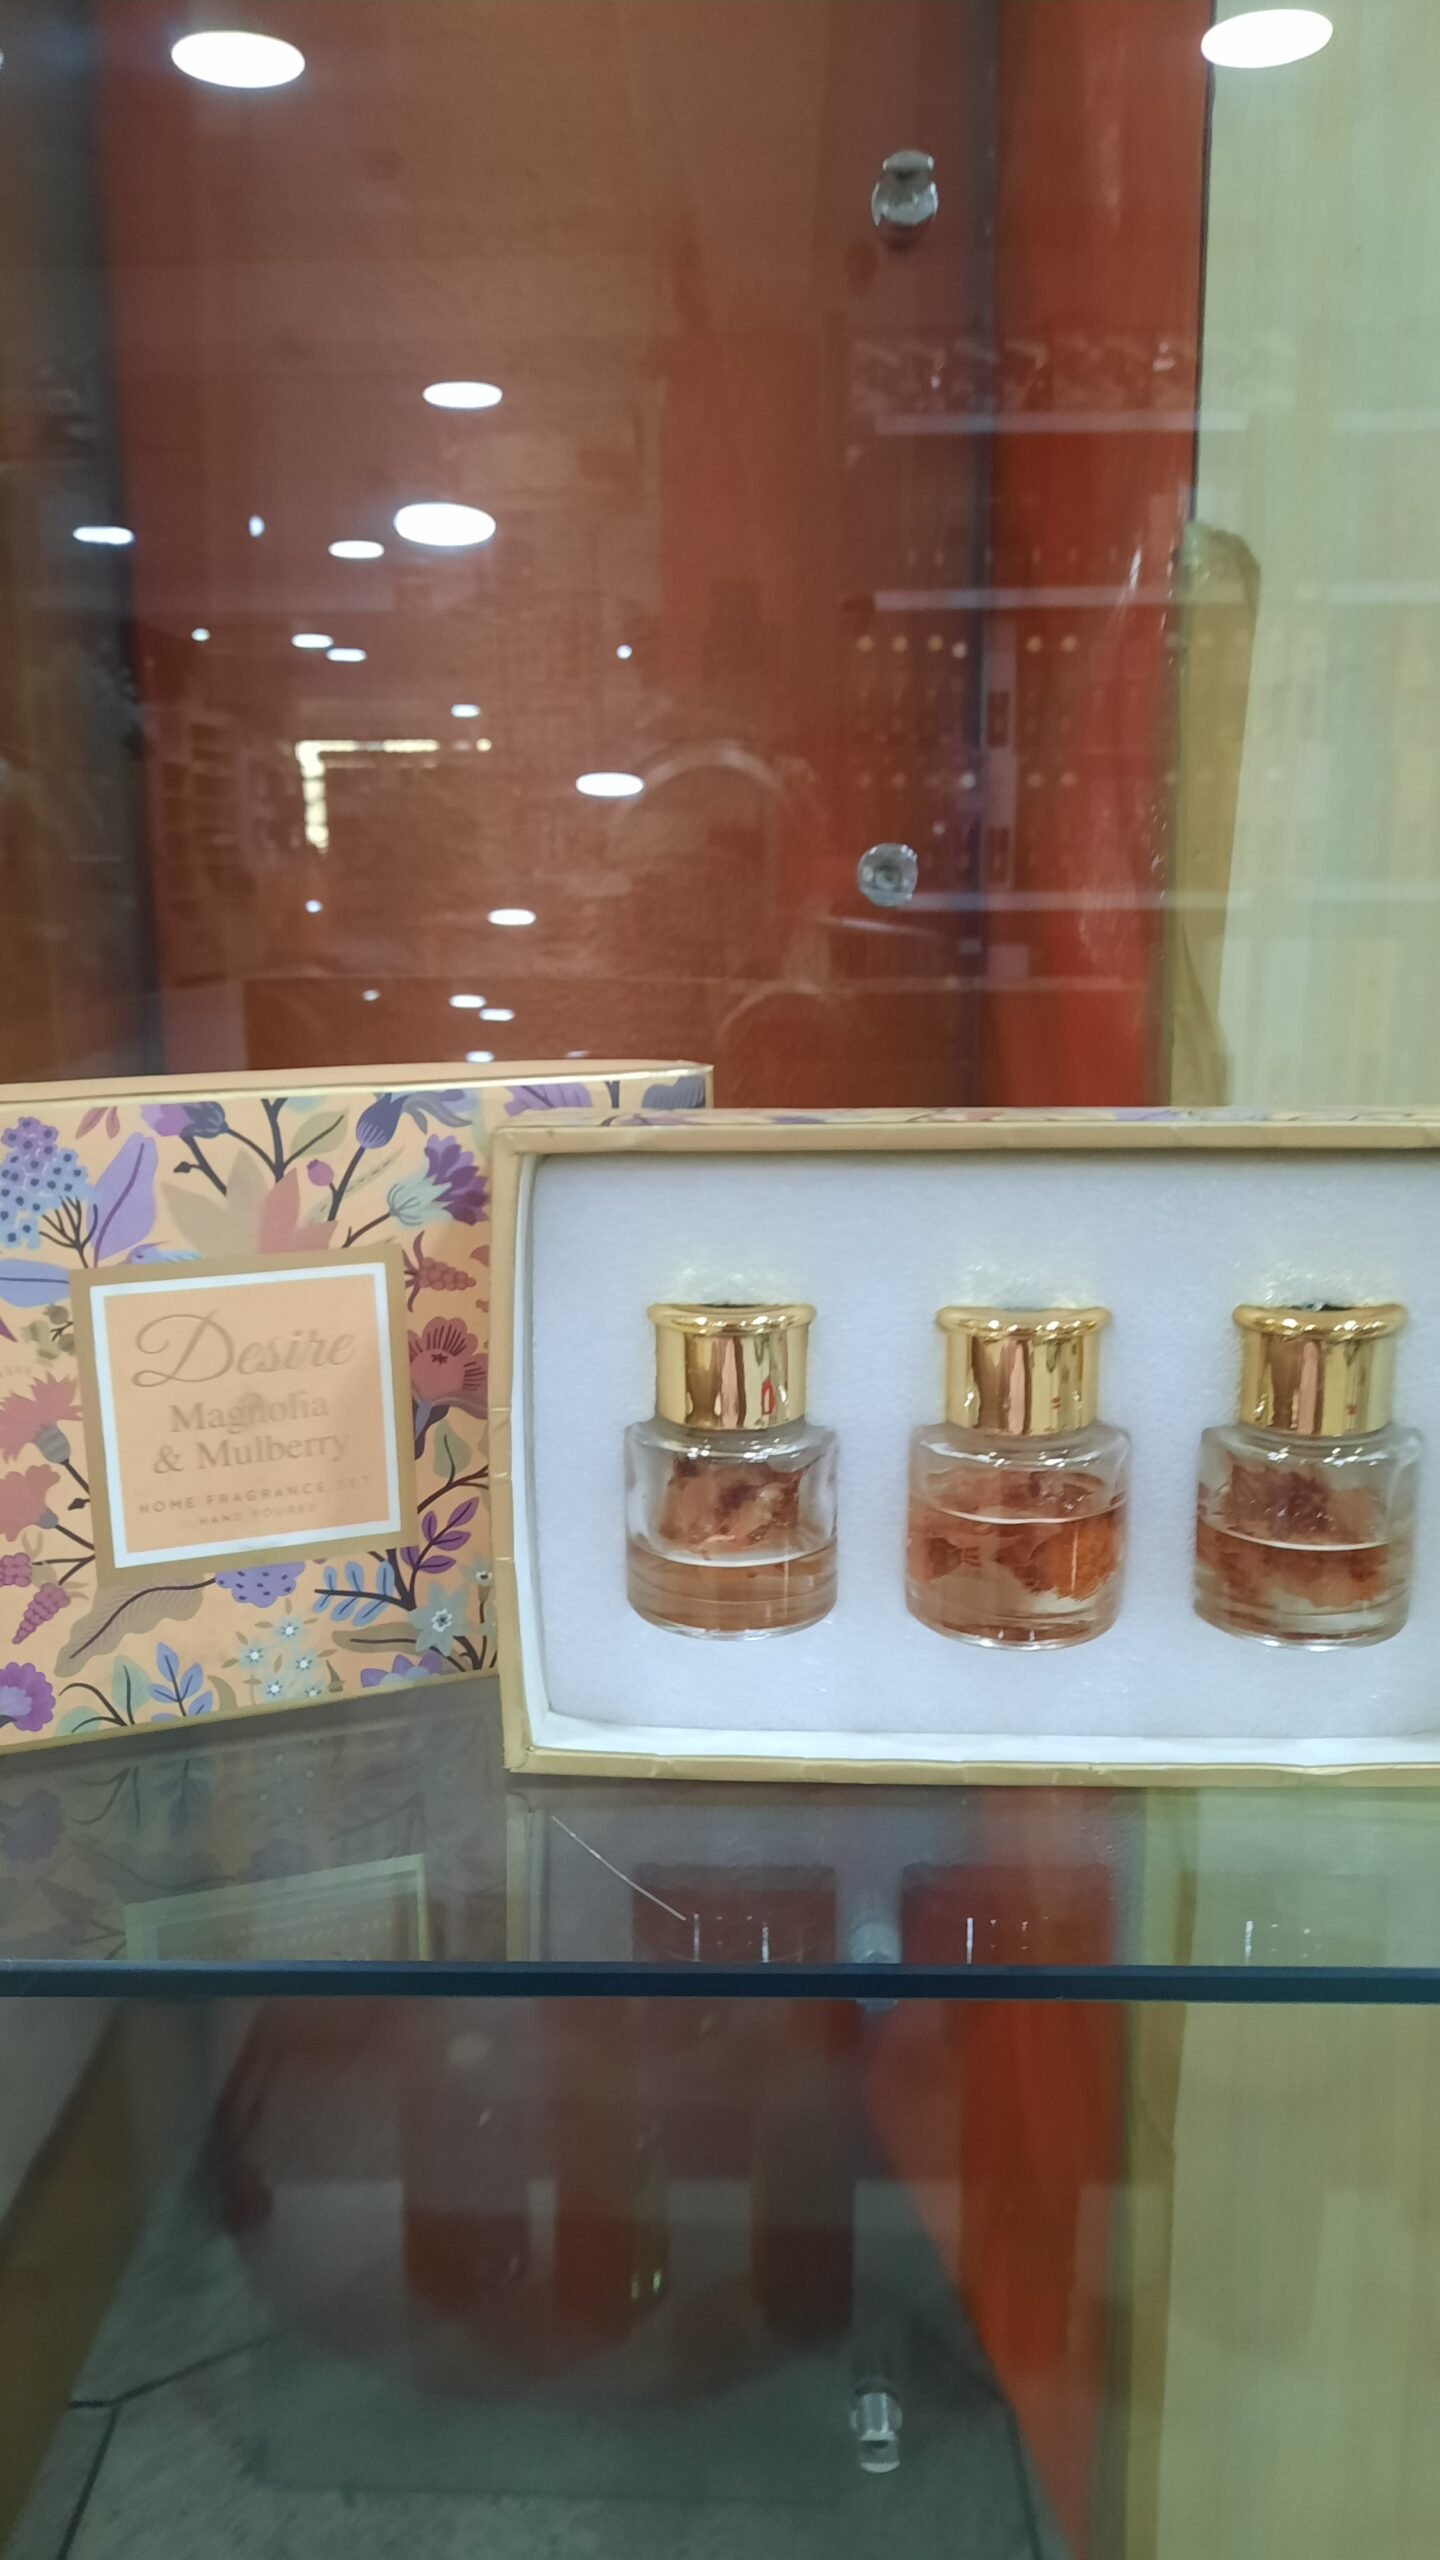 Desire
Magnolia
& Mulberry
HOME FRAGRANCE SET
HAND POURED